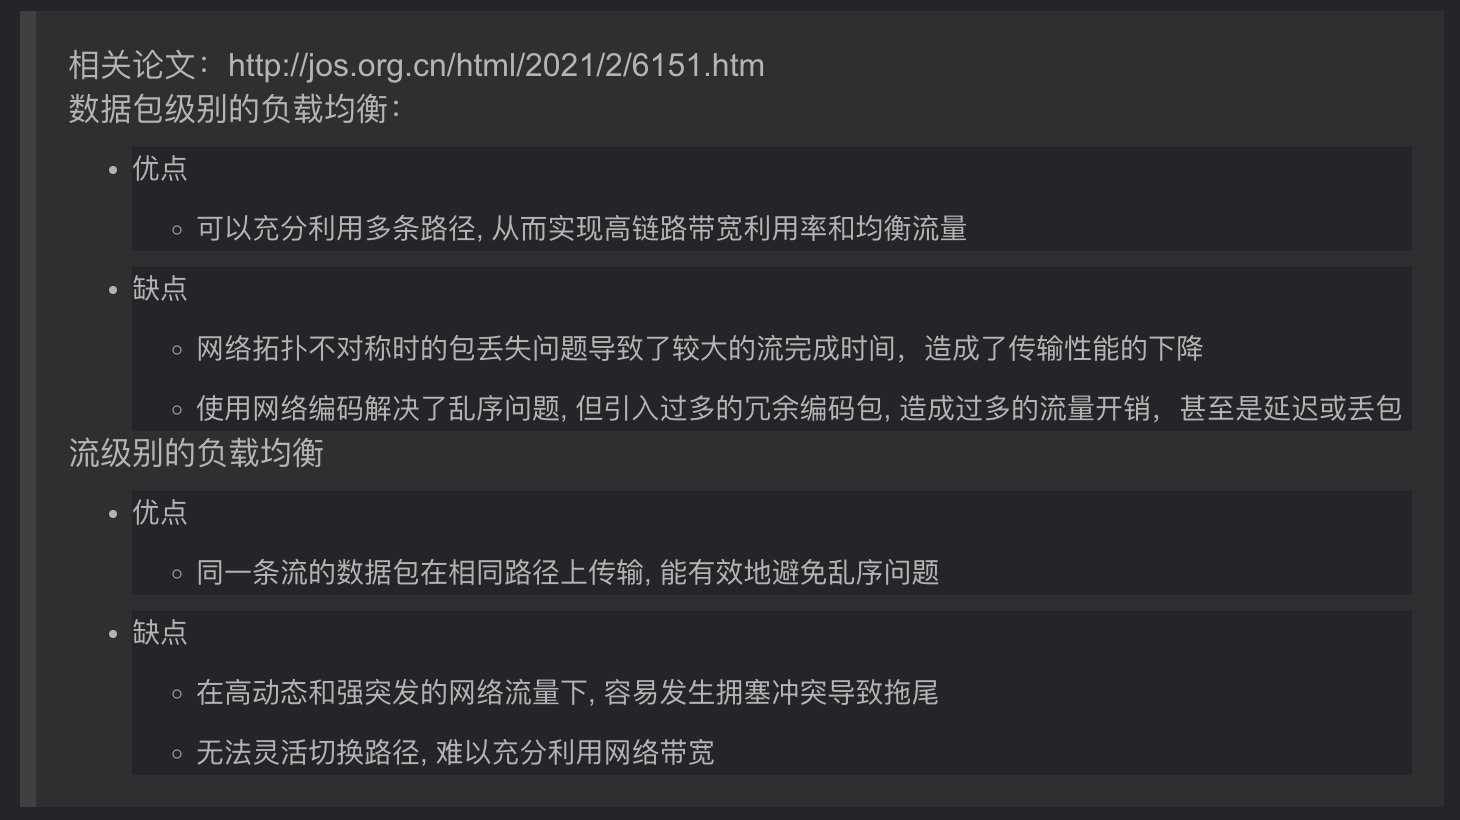 相关论文：http://jos.org.cn/html/2021/2/6151.htm
数据包级别的负载均衡：
优点
可以充分利用多条路径, 从而实现高链路带宽利用率和均衡流量
缺点
网络拓扑不对称时的包丢失问题导致了较大的流完成时间，造成了传输性能的下降
使用网络编码解决了乱序问题, 但引入过多的冗余编码包, 造成过多的流量开销，甚至是延迟或丢包
流级别的负载均衡
优点
同一条流的数据包在相同路径上传输, 能有效地避免乱序问题
缺点
在高动态和强突发的网络流量下, 容易发生拥塞冲突导致拖尾
无法灵活切换路径, 难以充分利用网络带宽